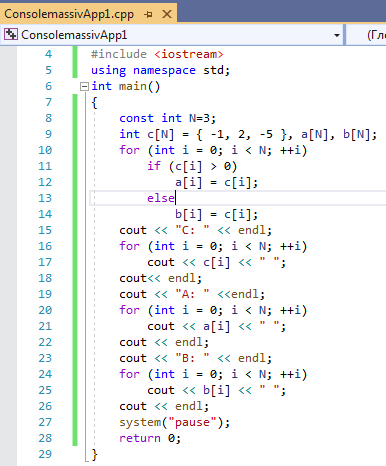 ConsolemassivApp1.cpp
ConsolemassivApp1 (Гло
4 #include <iostream>
5 using namespace std;
6 int main()
7 {
8 const int N=3;
9 int c[N] = { -1, 2, -5 }, a[N], b[N];
10 for (int i = 0; i < N; ++i)
11 if (c[i] > 0)
12 a[i] = c[i];
13 else
14 b[i] = c[i];
15 cout << "C: " << endl;
16 for (int i = 0; i < N; ++i)
17 cout << c[i] << " ";
18 cout<< endl;
19 cout << "A: " <<endl;
20 for (int i = 0; i < N; ++i)
21 cout << a[i] << " ";
22 cout << endl;
23 cout << "B: " << endl;
24 for (int i = 0; i < N; ++i)
25 cout << b[i] << " ";
26 cout << endl;
27 system("pause");
28 return 0;
29 }